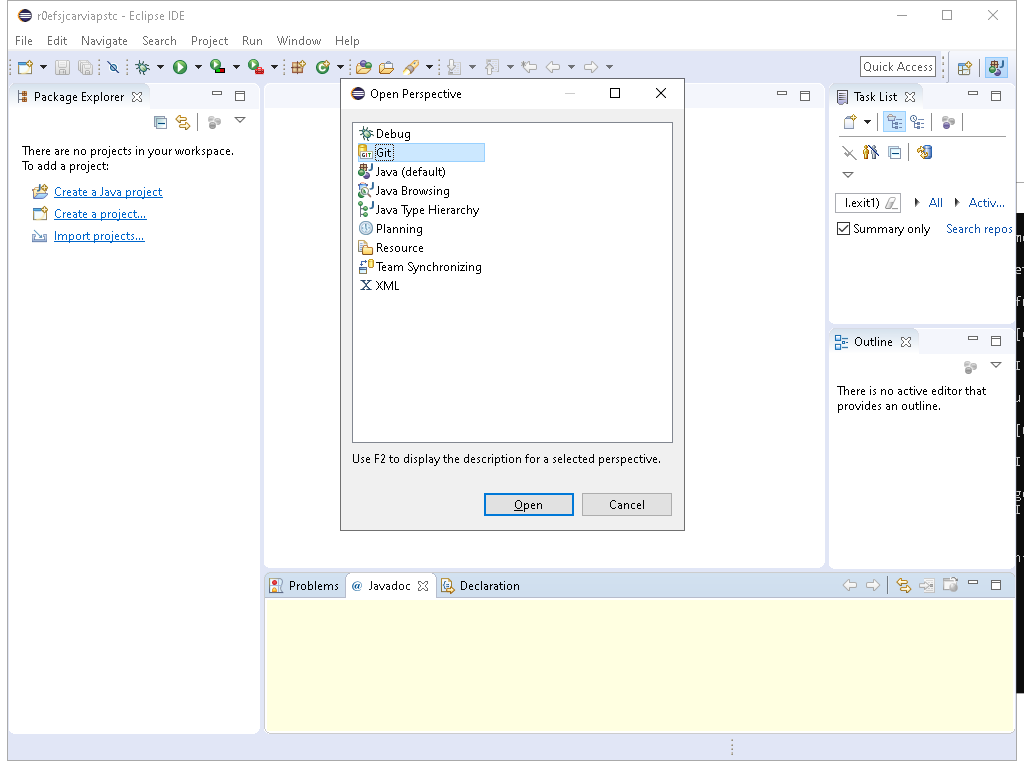 r0efsjcarviapstc - Eclipse IDE
File Edit Navigate Search Project Run Window Help
Quick Access
Package Explorer
There are no projects in your workspace.
To add a project:
Create a Java project
Create a project...
Import projects...
Open Perspective
Debug
Git
Java (default)
Java Browsing
Java Type Hierarchy
Planning
Resource
Team Synchronizing
XML
Use F2 to display the description for a selected perspective.
Open Cancel
Task List
l.exit1) All Activ...
Summary only Search repos
Outline
There is no active editor that
provides an outline.
Problems @ Javadoc Declaration